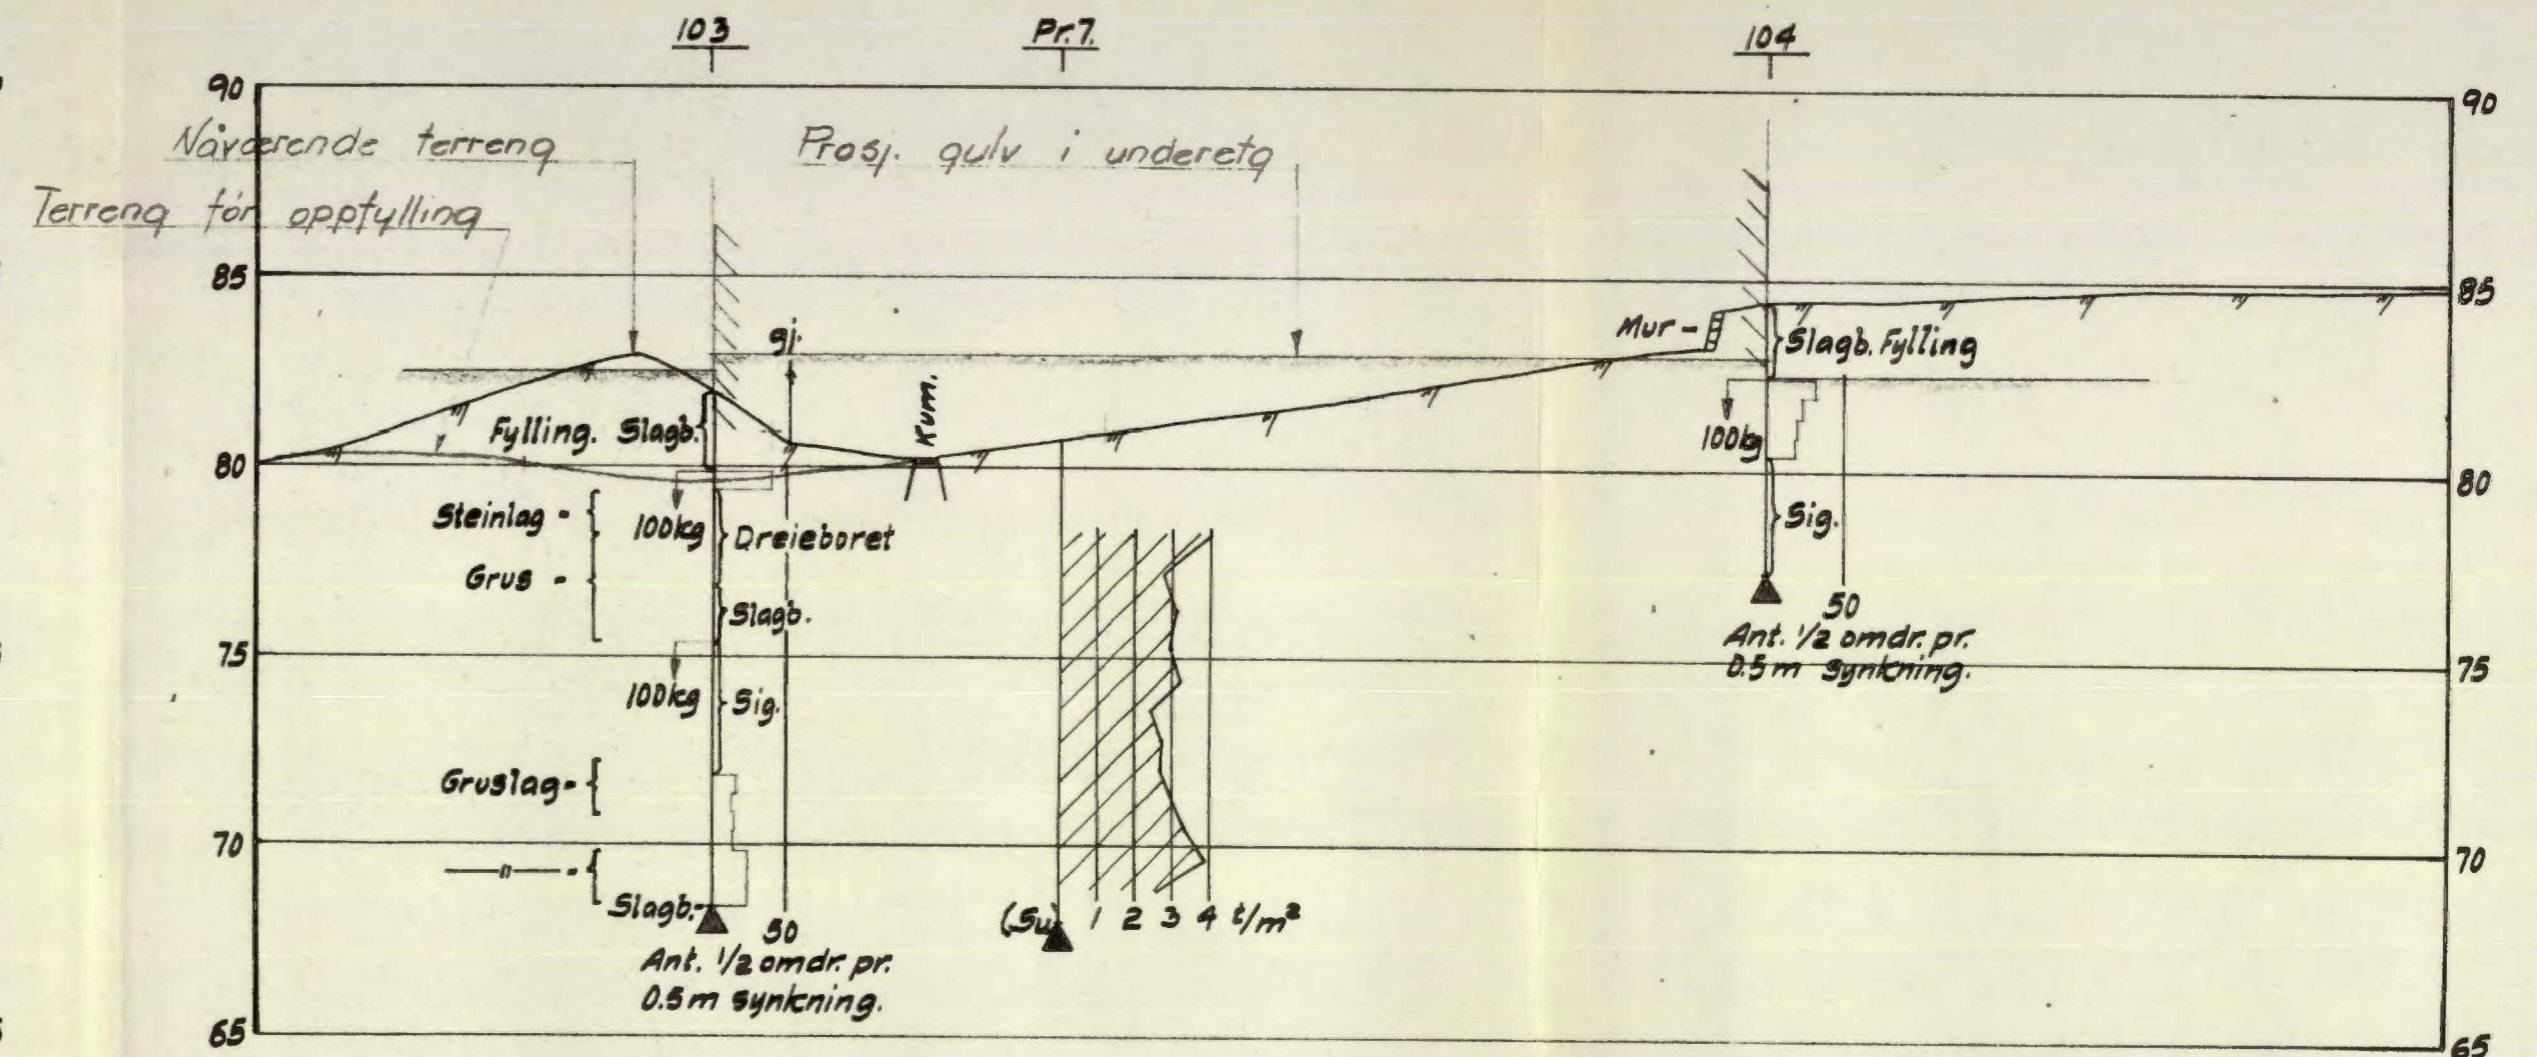 103
Pr.7.
104
90
90
Nåværende terreng
Prosj. gulv i underetg
Terreng før oppfylling
85
85
gj.
Mur -
Slagb. Fylling
Kum.
Fylling. Slagb.
100kg
80
80
Steinlag -
100kg
Dreieboret
Sig.
Grus -
Slagb.
50
Ant. 1/2 omdr. pr.
0.5m synkning.
75
75
100kg
Sig.
Gruslag-
70
70
—"— -
Slagb.-
50
(Su)
1
2
3
4
t/m²
Ant. 1/2 omdr. pr.
0.5m synkning.
65
65